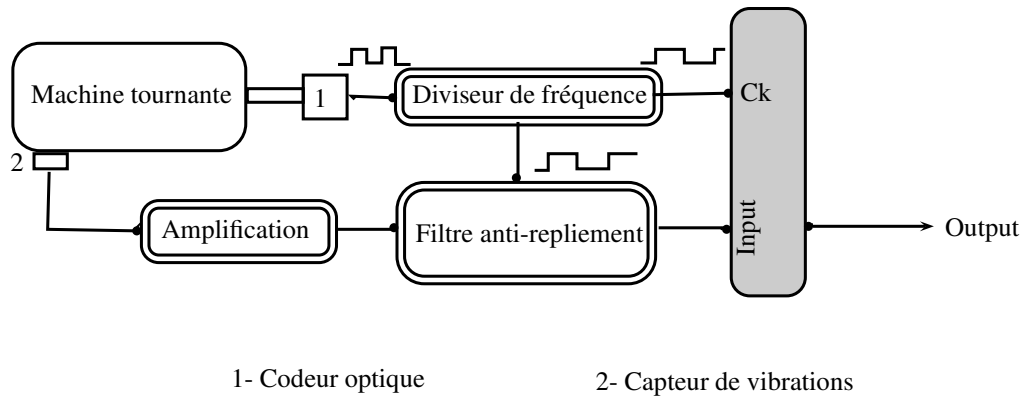 Machine tournante
1
Diviseur de fréquence
Ck
2
Amplification
Filtre anti-repliement
Input
Output
1- Codeur optique
2- Capteur de vibrations